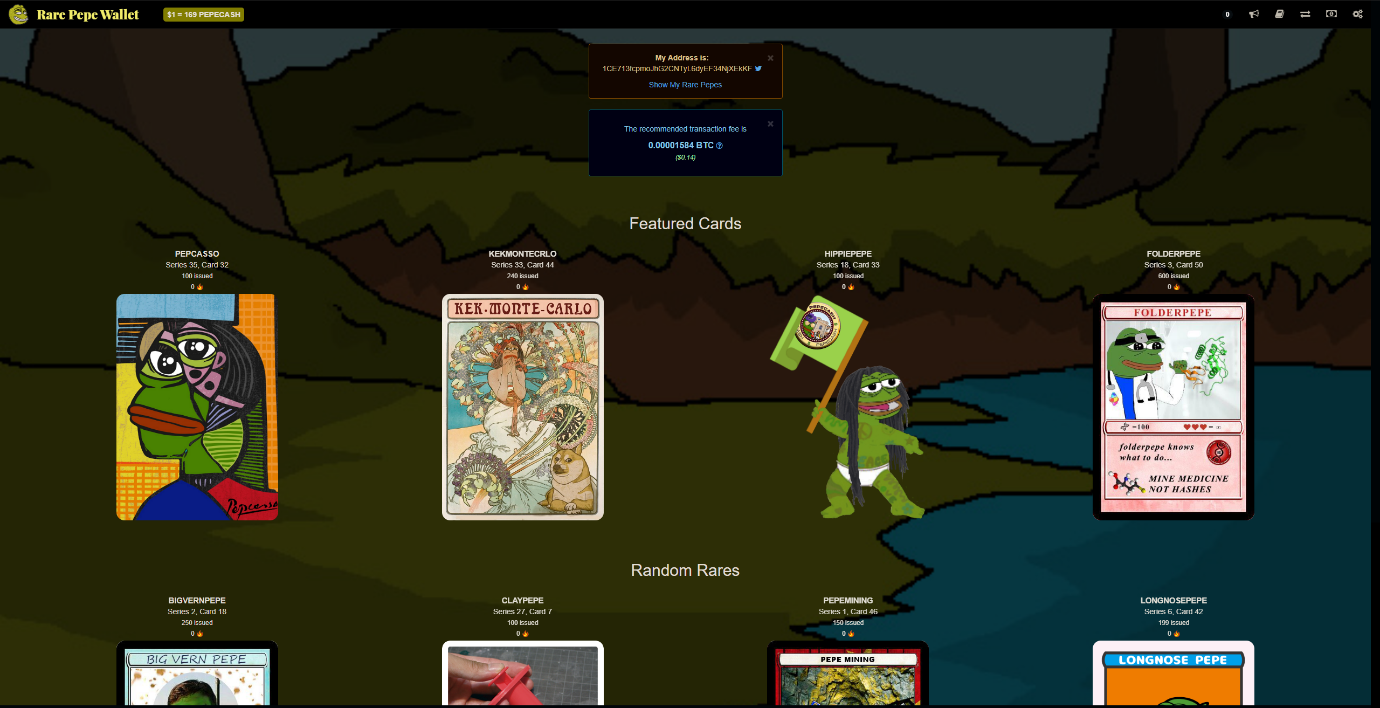 Rare Pepe Wallet
$1 = 169 PEPECASH
0
My Address is:
Show My Rare Pepes
The recommended transaction fee is
0.00001584 BTC
($0.14)
Featured Cards
PEPCASSO
Series 35, Card 32
100 issued
0
KEKMONTECRLO
Series 33, Card 44
240 issued
0
HIPPIEPEPE
Series 18, Card 33
100 issued
0
FOLDERPEPE
Series 3, Card 50
600 issued
0
Pepcasso
KEK·MONTE·CARLO
FOLDERPEPE
=100
= ∞
folderpepe knows
what to do...
MINE MEDICINE
NOT HASHES
Random Rares
BIGVERNPEPE
Series 2, Card 18
250 issued
0
CLAYPEPE
Series 27, Card 7
100 issued
0
PEPEMINING
Series 1, Card 46
150 issued
0
LONGNOSEPEPE
Series 6, Card 42
199 issued
0
BIG VERN PEPE
PEPE MINING
LONGNOSE PEPE